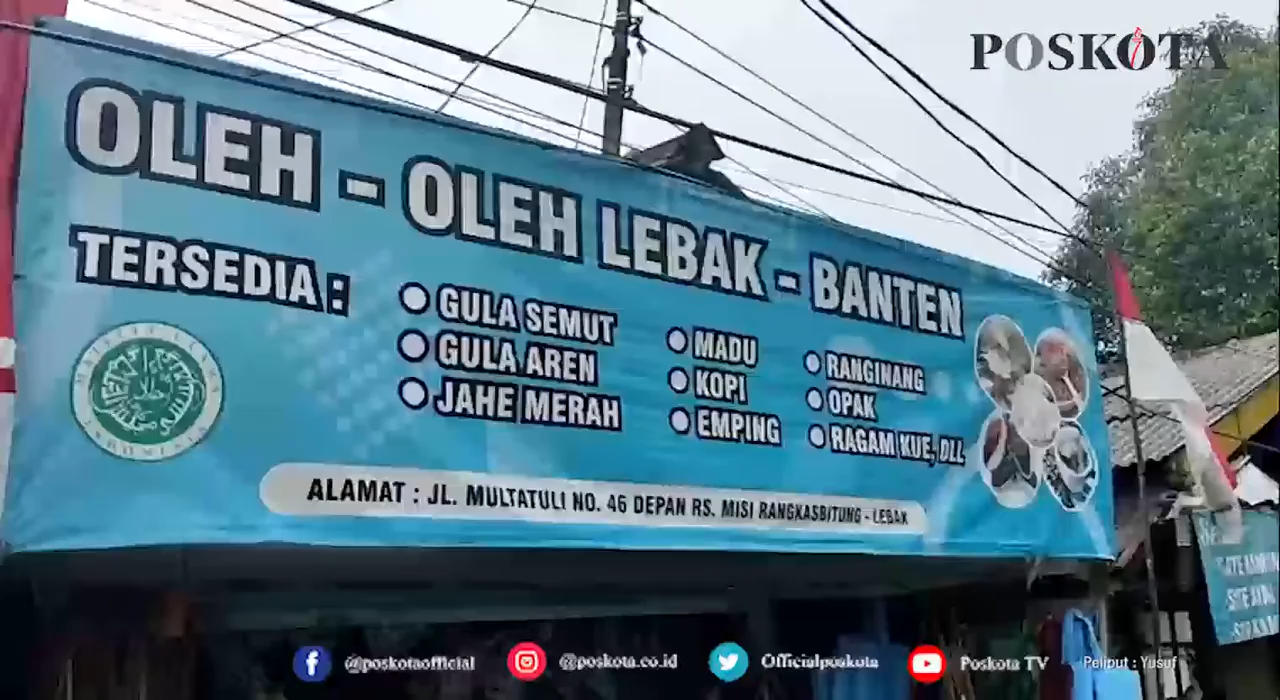 POSKOTA
OLEH - OLEH LEBAK - BANTEN
TERSEDIA :
GULA SEMUT
GULA AREN
JAHE MERAH
MADU
KOPI
EMPING
RANGINANG
OPAK
RAGAM KUE, DLL
ALAMAT : JL. MULTATULI NO. 46 DEPAN RS. MISI RANGKASBITUNG - LEBAK
@poskotaofficial
@poskota.co.id
Officialposkota
Poskota TV
Peliput : Yusuf